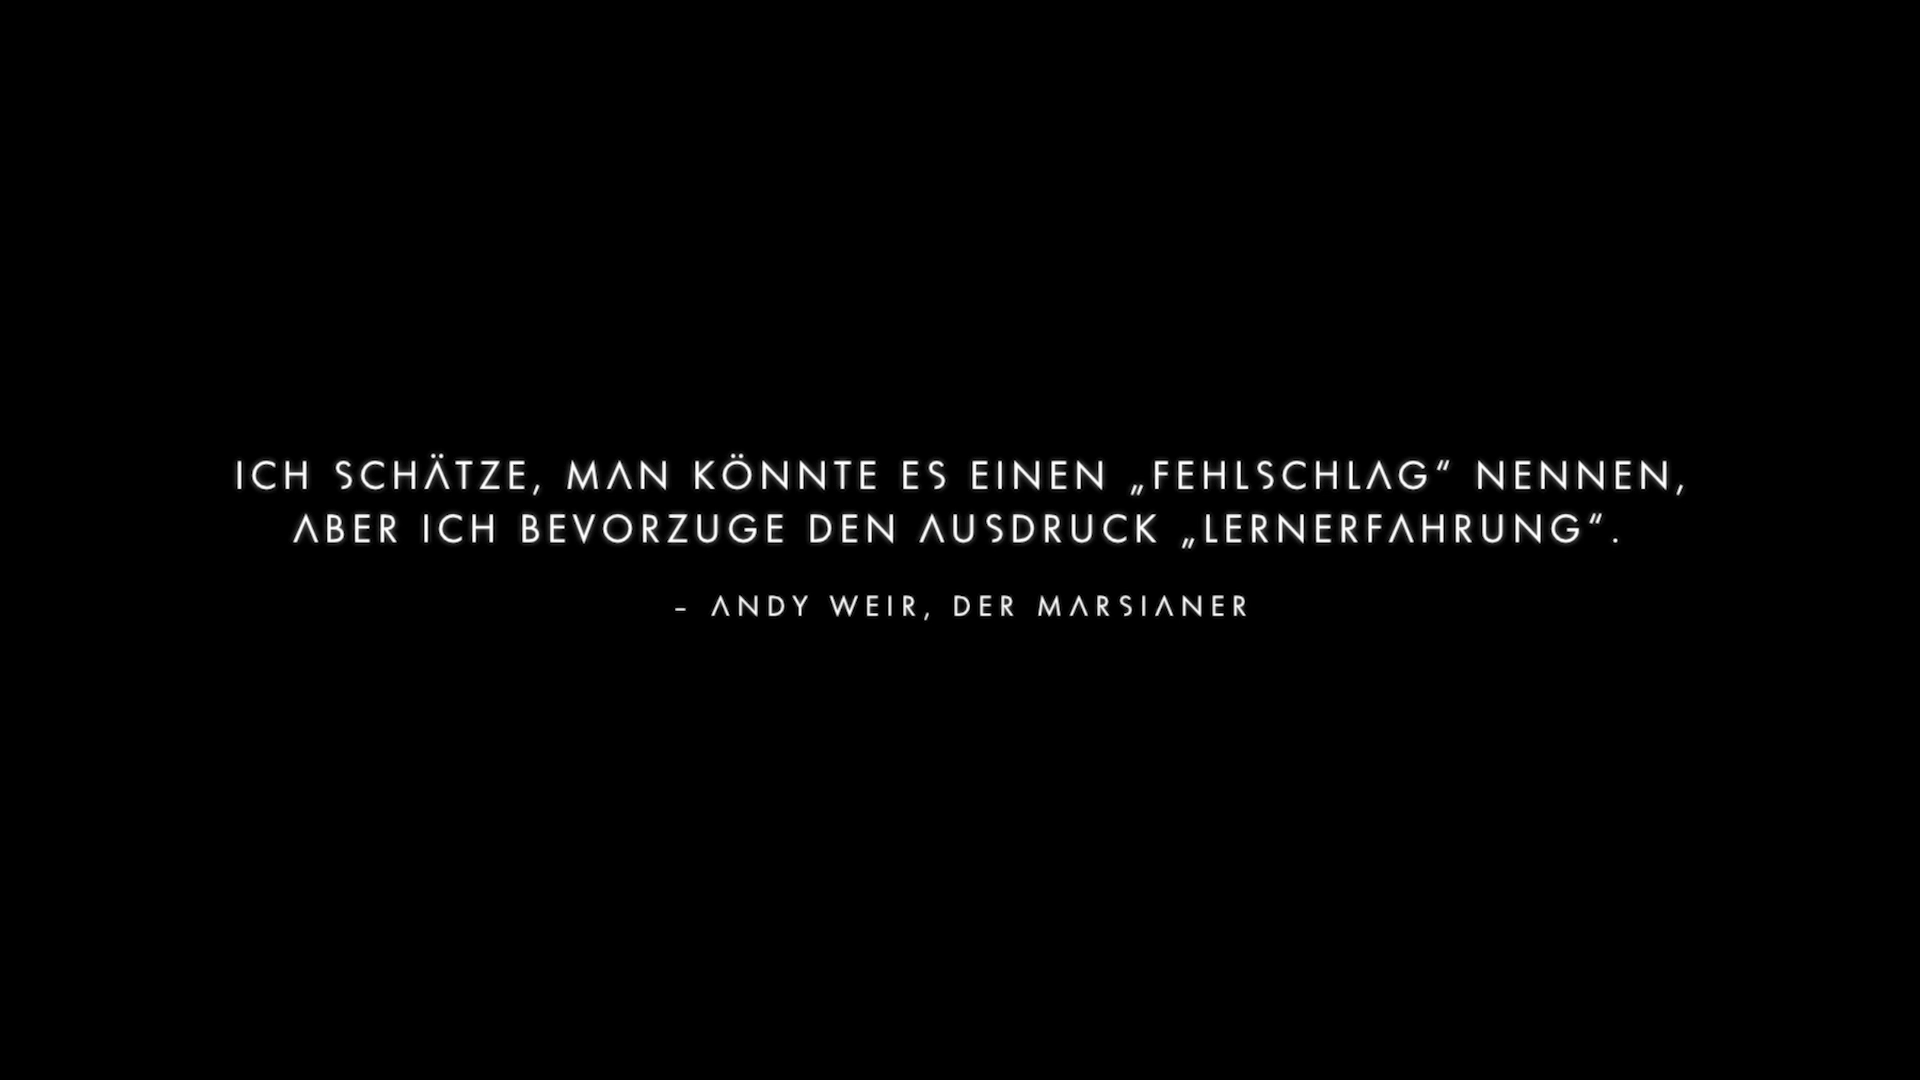 ICH SCHÄTZE, MAN KÖNNTE ES EINEN „FEHLSCHLAG“ NENNEN,
ABER ICH BEVORZUGE DEN AUSDRUCK „LERNERFAHRUNG“.
– ANDY WEIR, DER MARSIANER